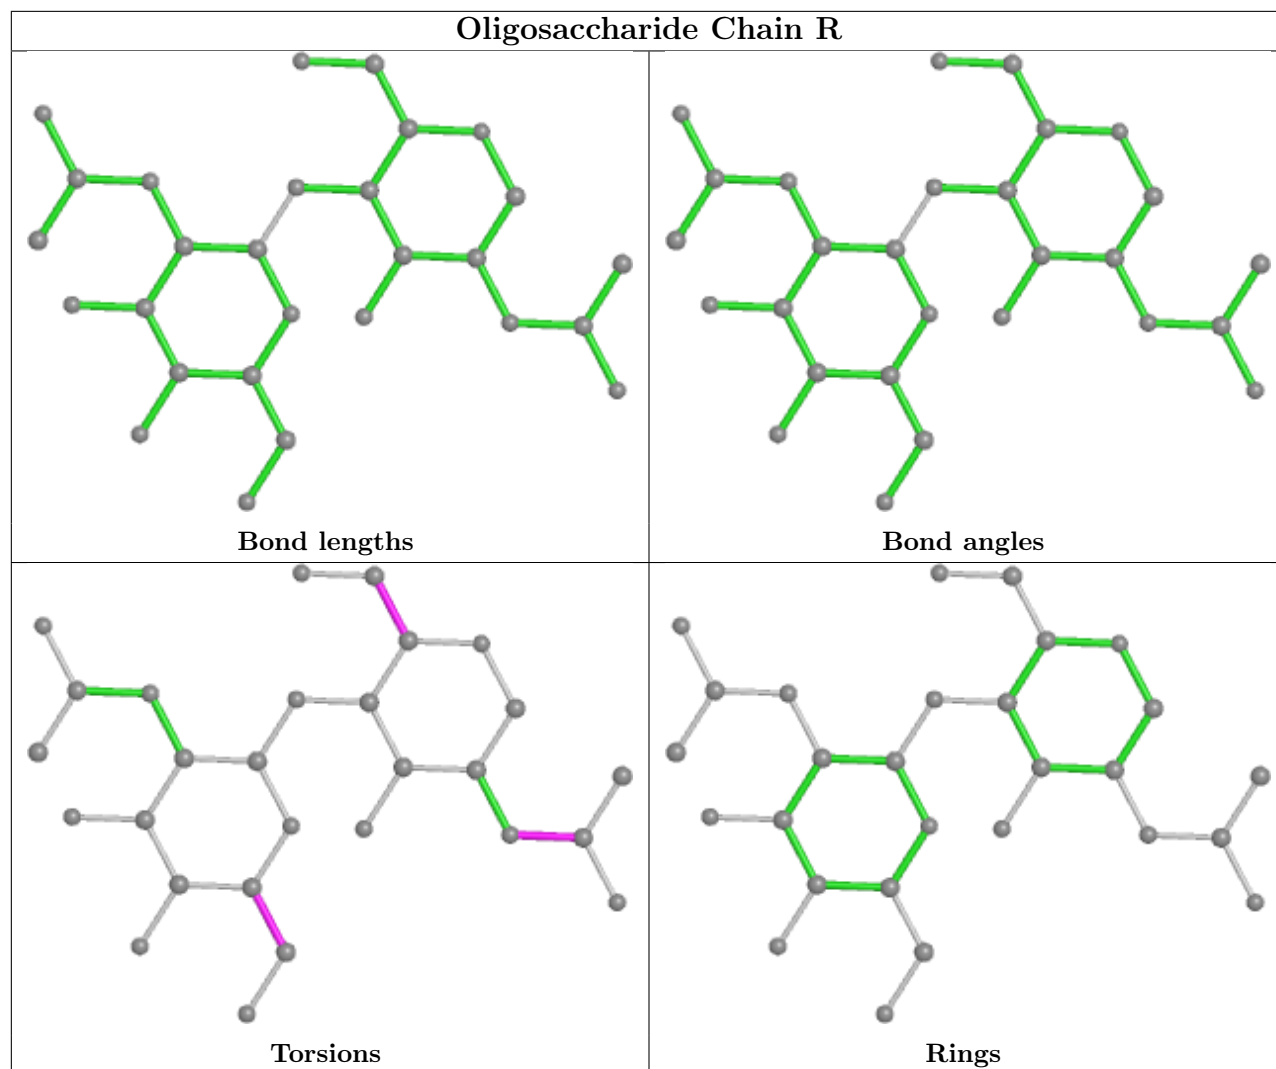 Oligosaccharide Chain R
Bond lengths
Bond angles
Torsions
Rings